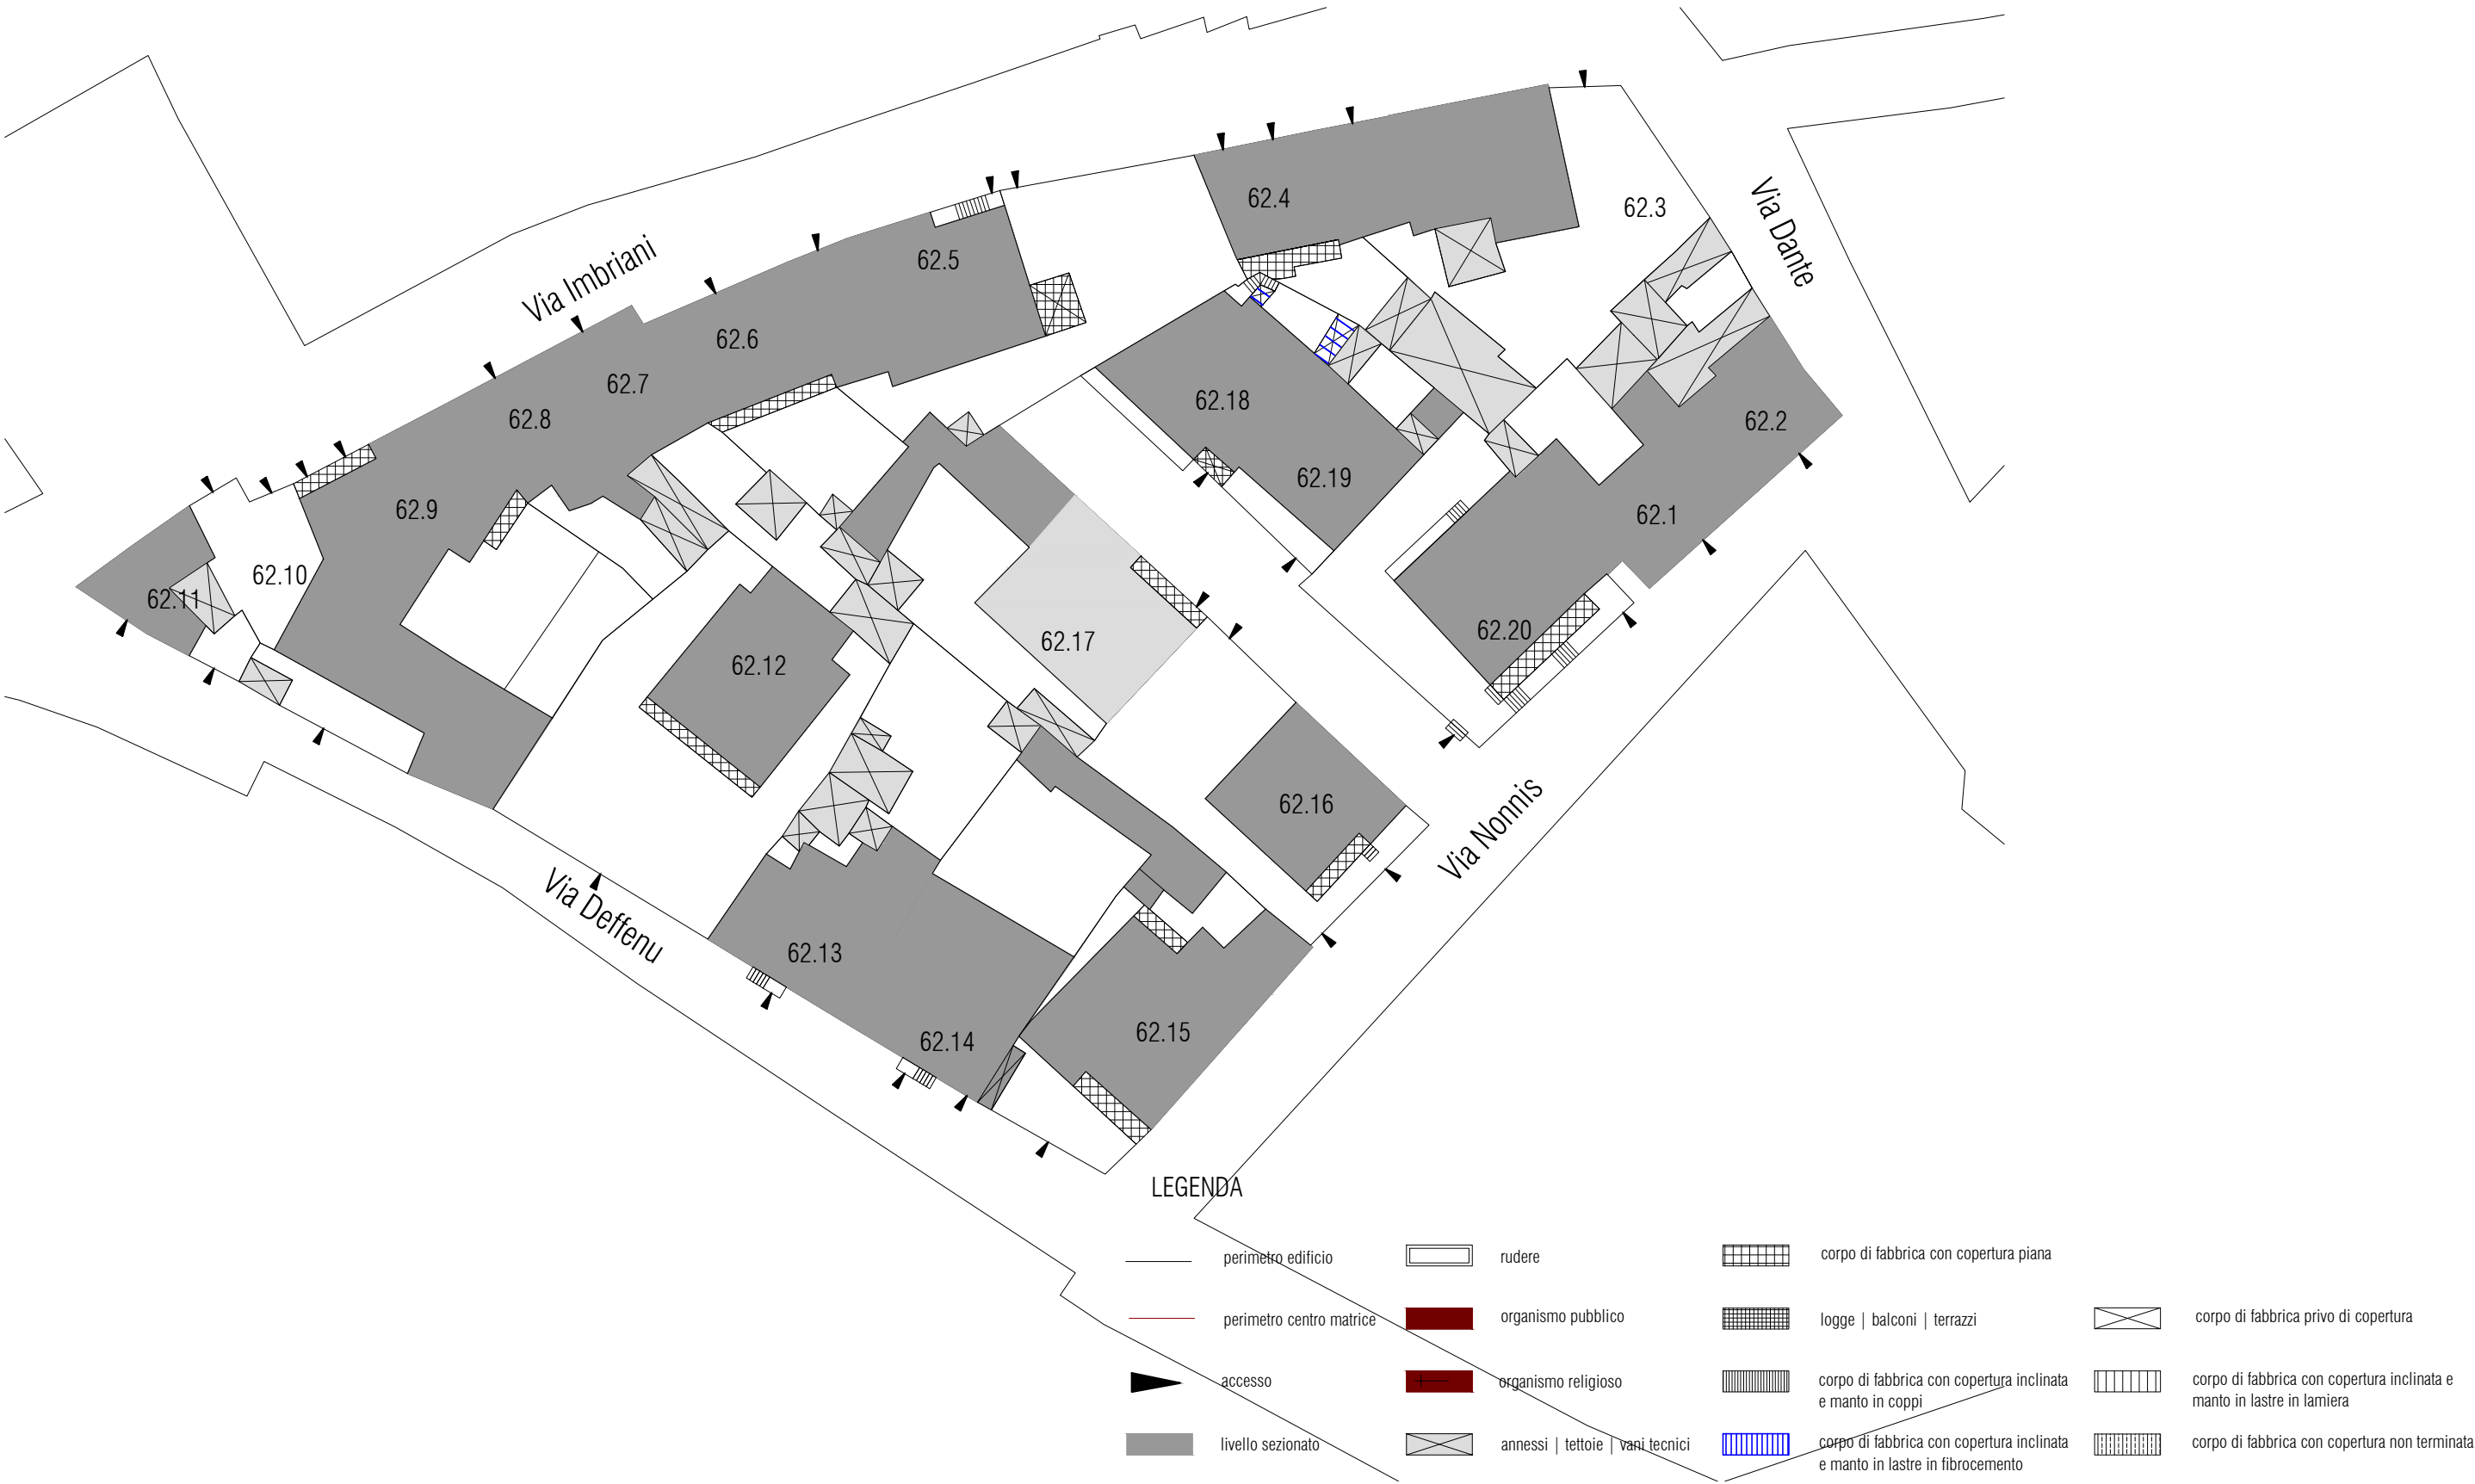 Via Imbriani
Via Dante
62.3
62.4
62.5
62.6
62.7
62.8
62.9
62.10
62.11
62.18
62.19
62.2
62.1
62.20
62.17
62.12
62.16
Via Nonnis
Via Deffenu
62.13
62.14
62.15
LEGENDA
perimetro edificio
perimetro centro matrice
accesso
livello sezionato
rudere
organismo pubblico
organismo religioso
annessi | tettoie | vani tecnici
corpo di fabbrica con copertura piana
logge | balconi | terrazzi
corpo di fabbrica con copertura inclinata
e manto in coppi
corpo di fabbrica con copertura inclinata
e manto in lastre in fibrocemento
corpo di fabbrica privo di copertura
corpo di fabbrica con copertura inclinata e
manto in lastre in lamiera
corpo di fabbrica con copertura non terminata